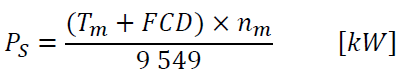 P_S = (T_m + FCD) × n_m / 9 549 [kW]